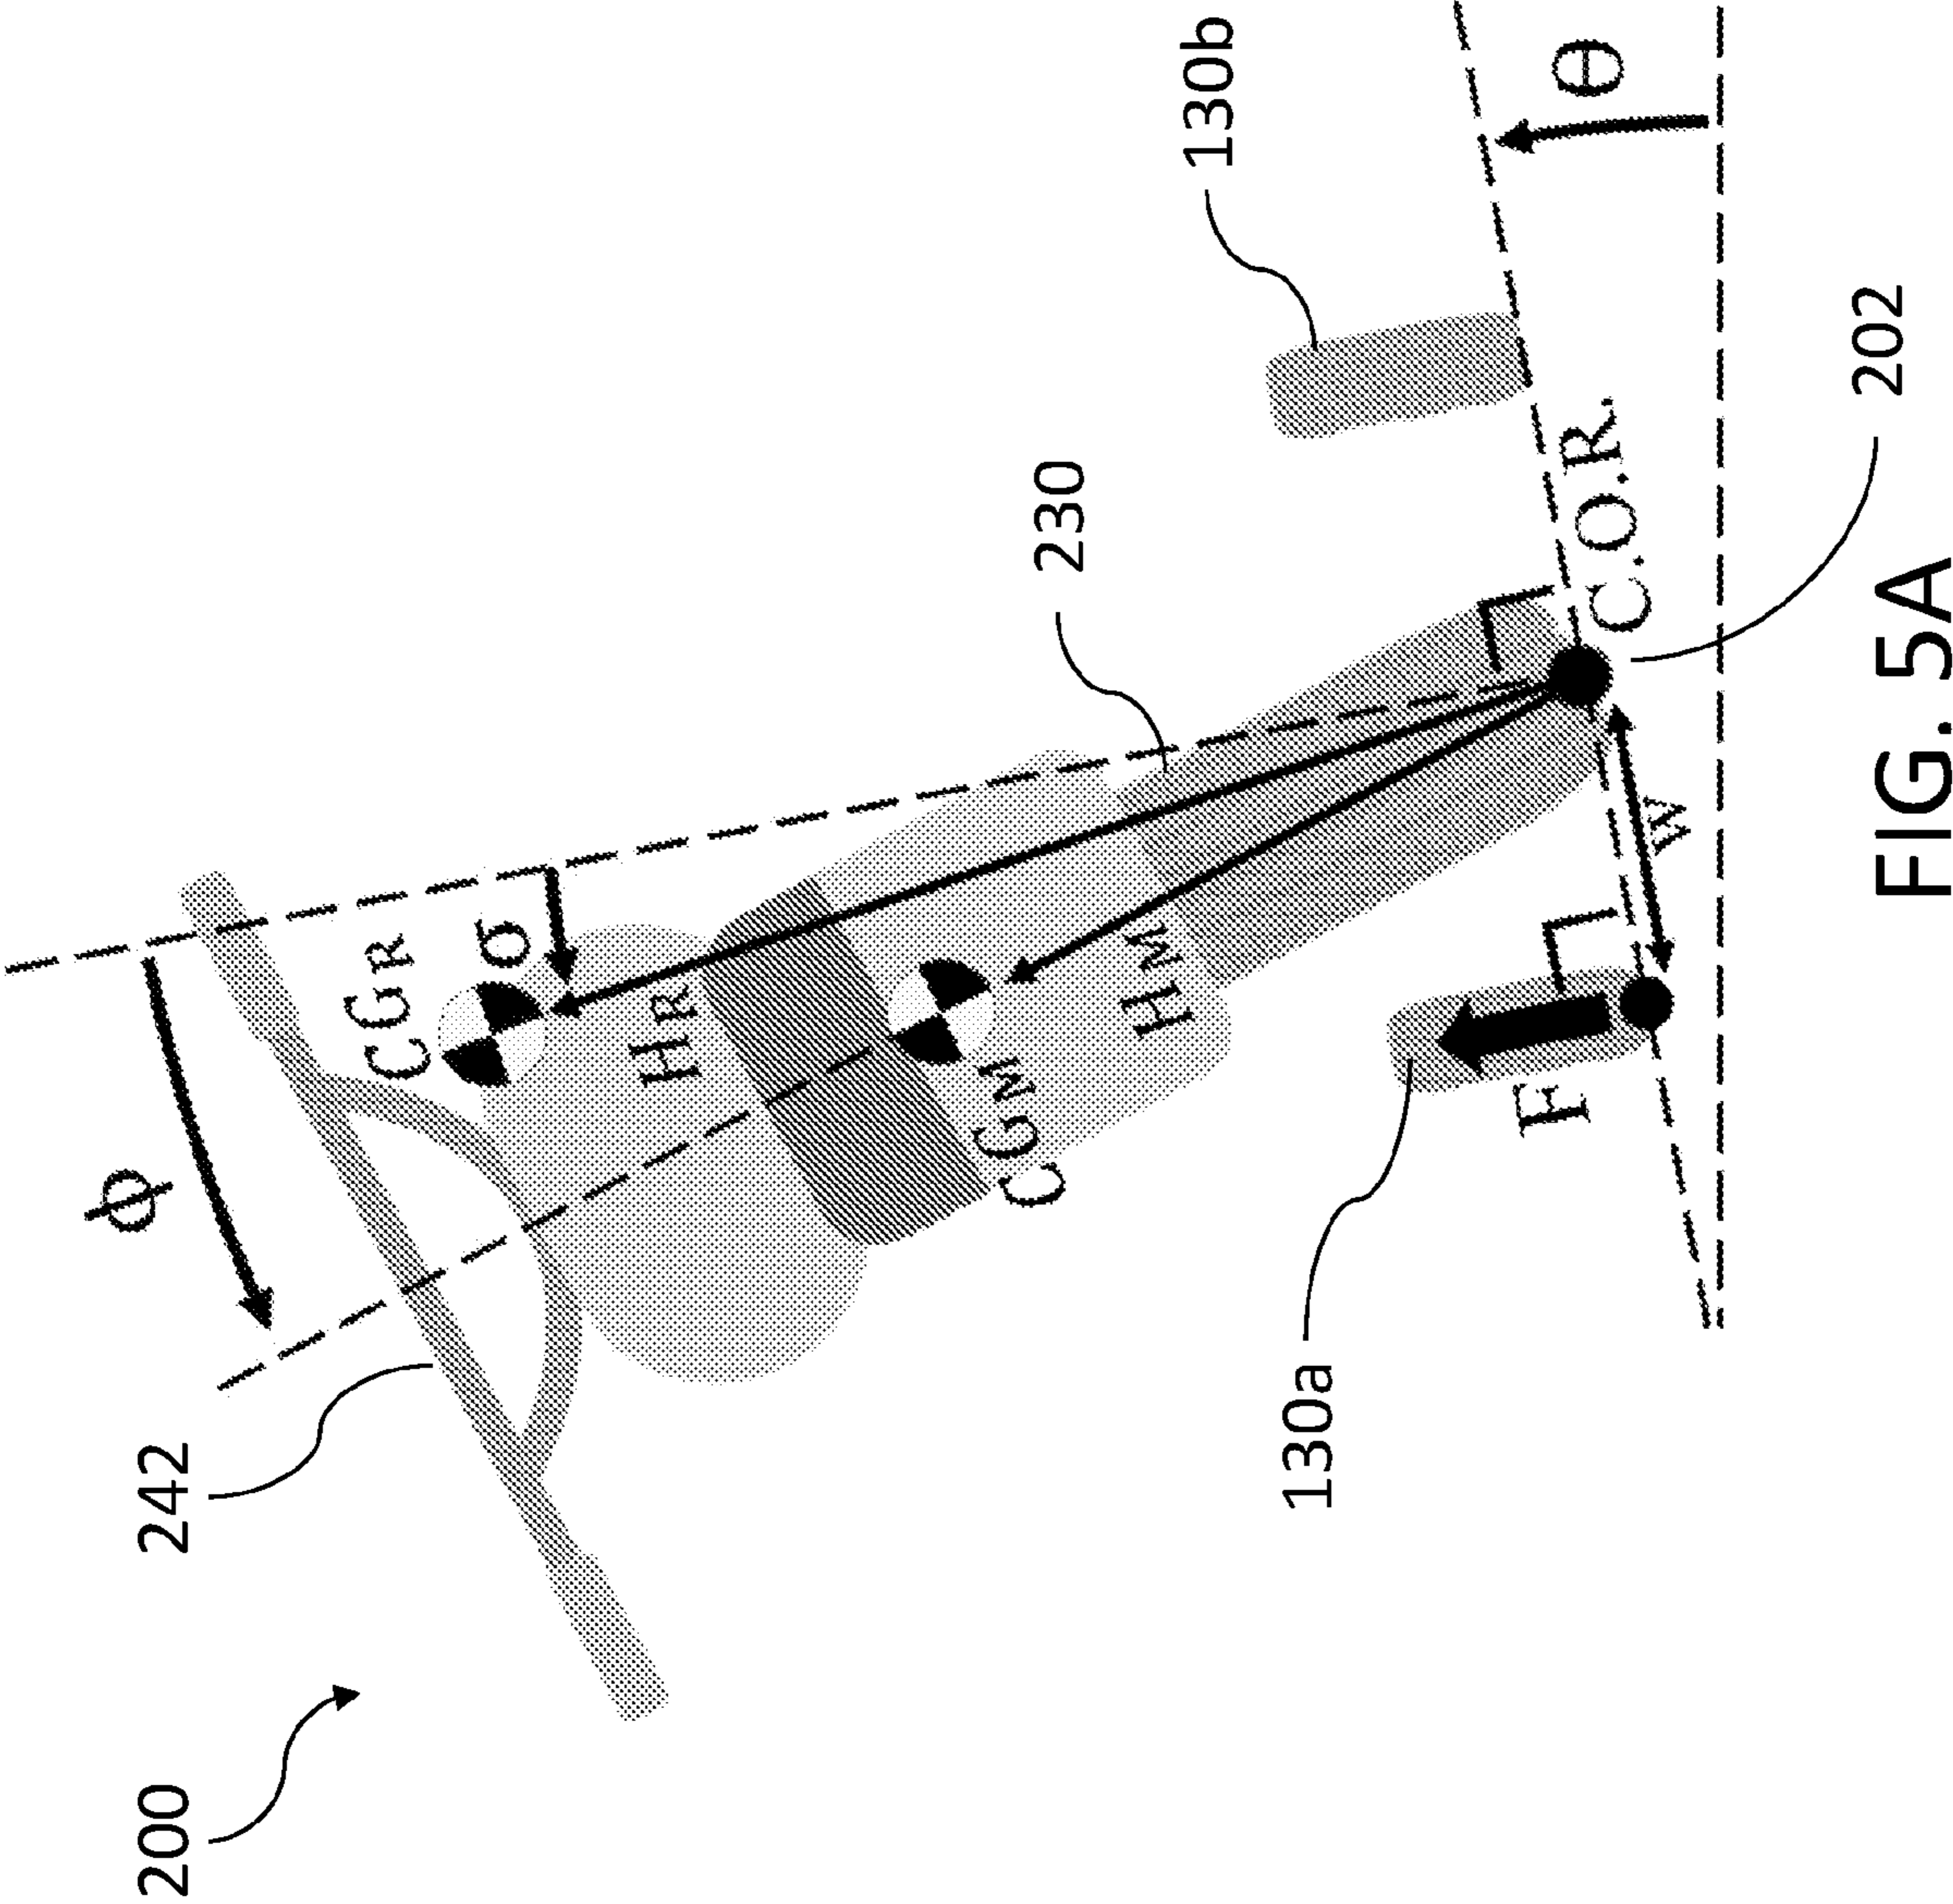 200
242
ϕ
CGR
σ
HR
CGM
HM
230
130b
130a
F
w
C.O.R.
θ
202
FIG. 5A